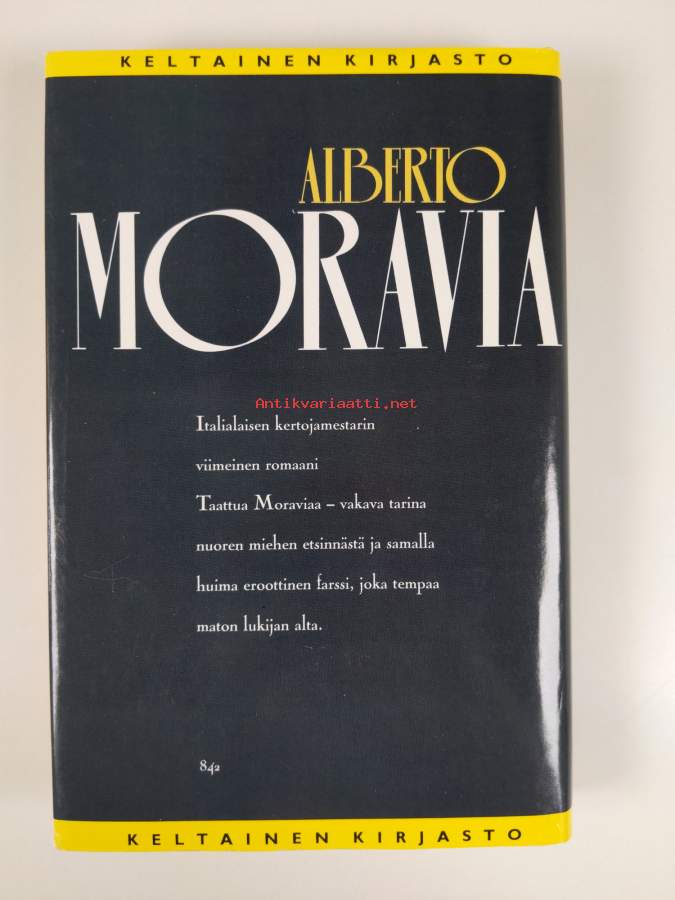 KELTAINEN KIRJASTO
ALBERTO
MORAVIA
Antikvariaatti.net
Italialaisen kertojamestarin
viimeinen romaani
Taattua Moraviaa – vakava tarina
nuoren miehen etsinnästä ja samalla
huima eroottinen farssi, joka tempaa
maton lukijan alta.
842
KELTAINEN KIRJASTO